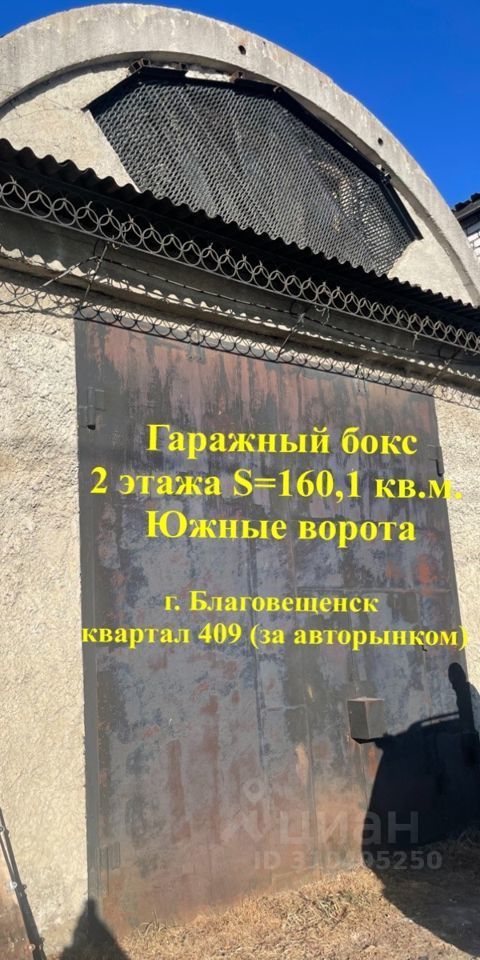 Гаражный бокс
2 этажа S=160,1 кв.м.
Южные ворота
г. Благовещенск
квартал 409 (за авторынком)
циан